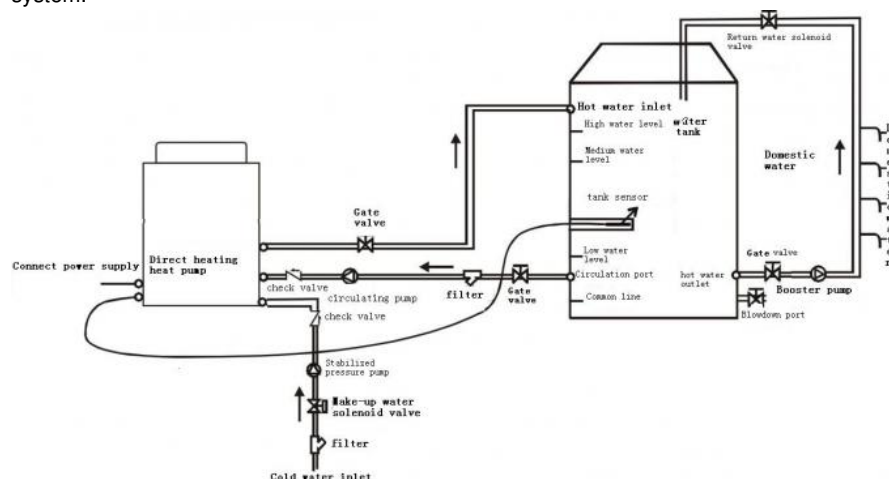 system.
Return water solenoid
valve
Hot water inlet
water
tank
High water level
Medium water
level
Domestic
water
tank sensor
Gate
valve
Low water
level
Gate valve
Connect power supply
Direct heating
heat pump
Circulation port
hot water
outlet
check valve
circulating pump
filter
Gate
valve
Common line
Booster pump
check valve
Blowdown port
Stabilized
pressure pump
Make-up water
solenoid valve
filter
Cold water inlet